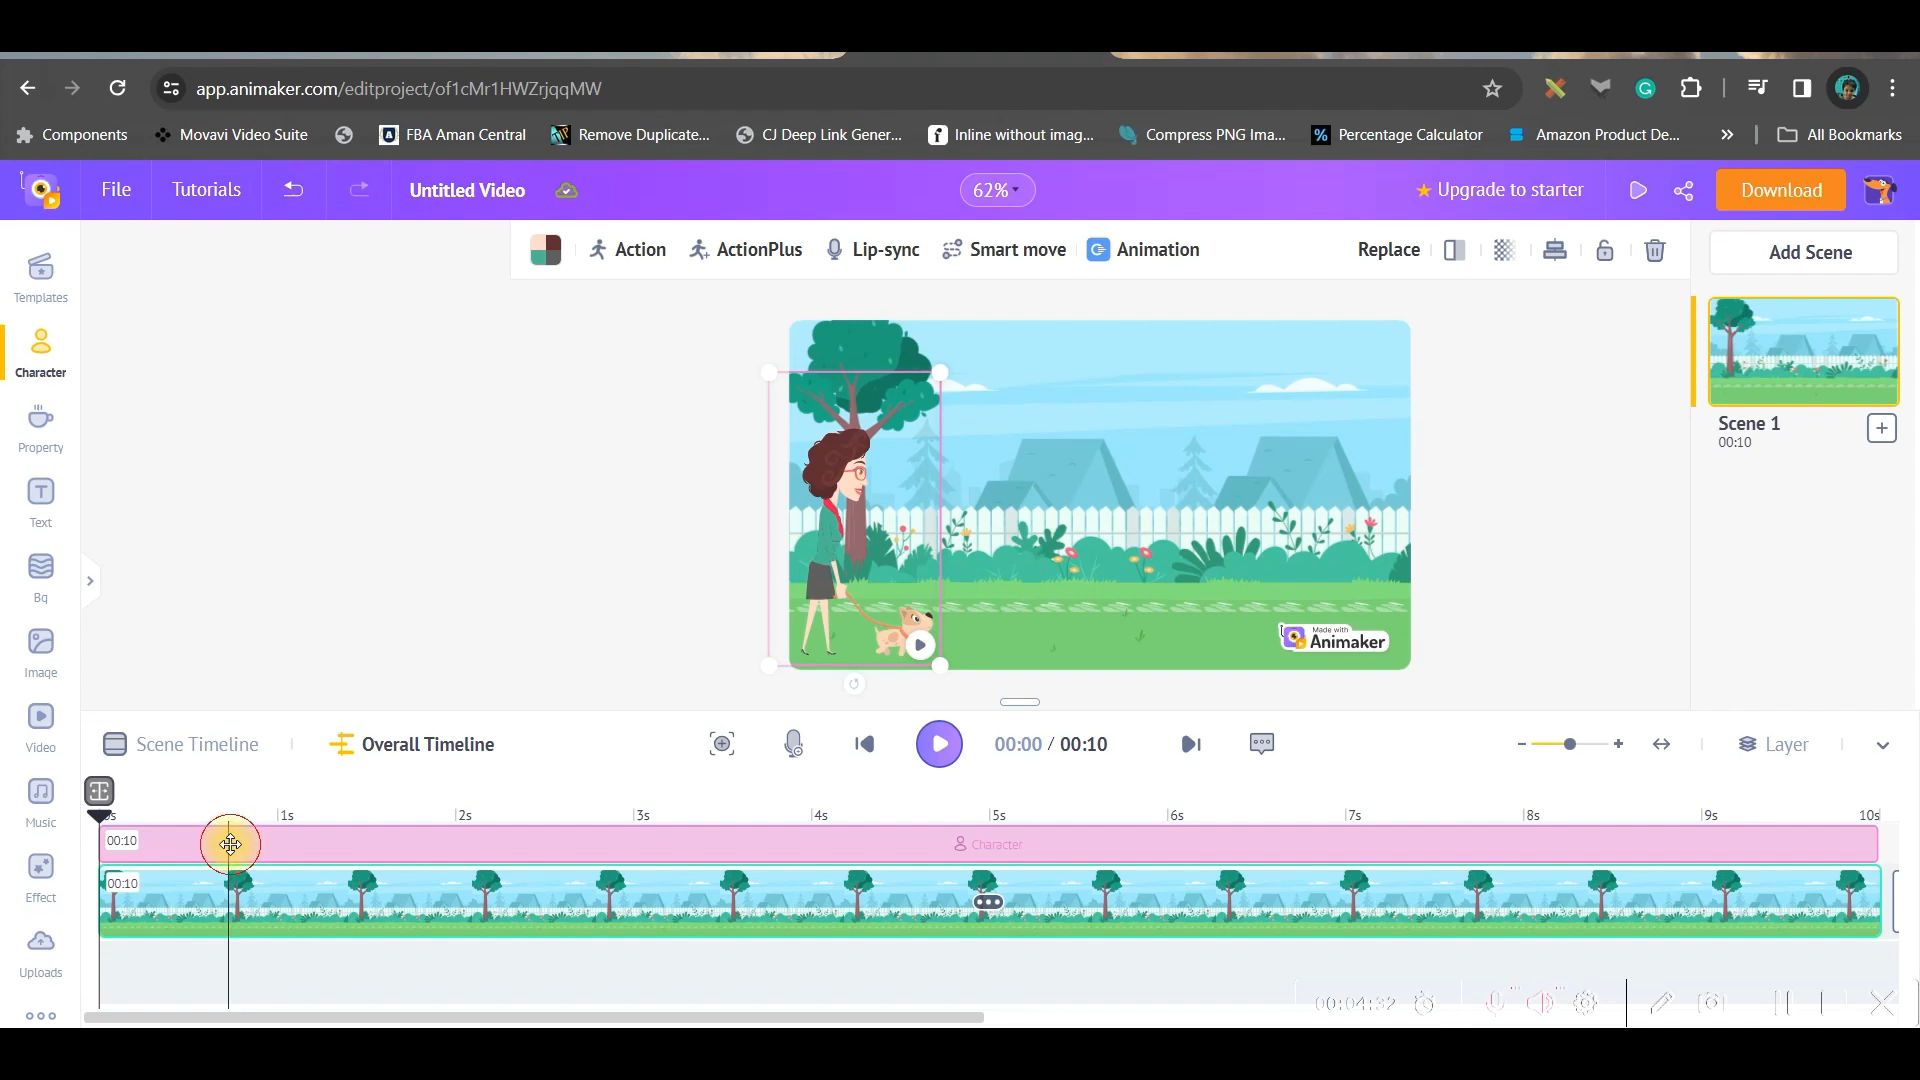 app.animaker.com/editproject/of1cMr1HWZrjqqMW
Components
Movavi Video Suite
FBA Aman Central
Remove Duplicate...
CJ Deep Link Gener...
Inline without imag...
Compress PNG Ima...
Percentage Calculator
Amazon Product De...
All Bookmarks
File
Tutorials
Untitled Video
62%
Upgrade to starter
Download
Action
ActionPlus
Lip-sync
Smart move
Animation
Replace
Add Scene
Templates
Character
Property
Text
Bg
Image
Video
Music
Effect
Uploads
Made with
Animaker
Scene 1
00:10
Scene Timeline
Overall Timeline
00:00 / 00:10
Layer
0s
1s
2s
3s
4s
5s
6s
7s
8s
9s
10s
00:10
Character
00:10
00:04:32